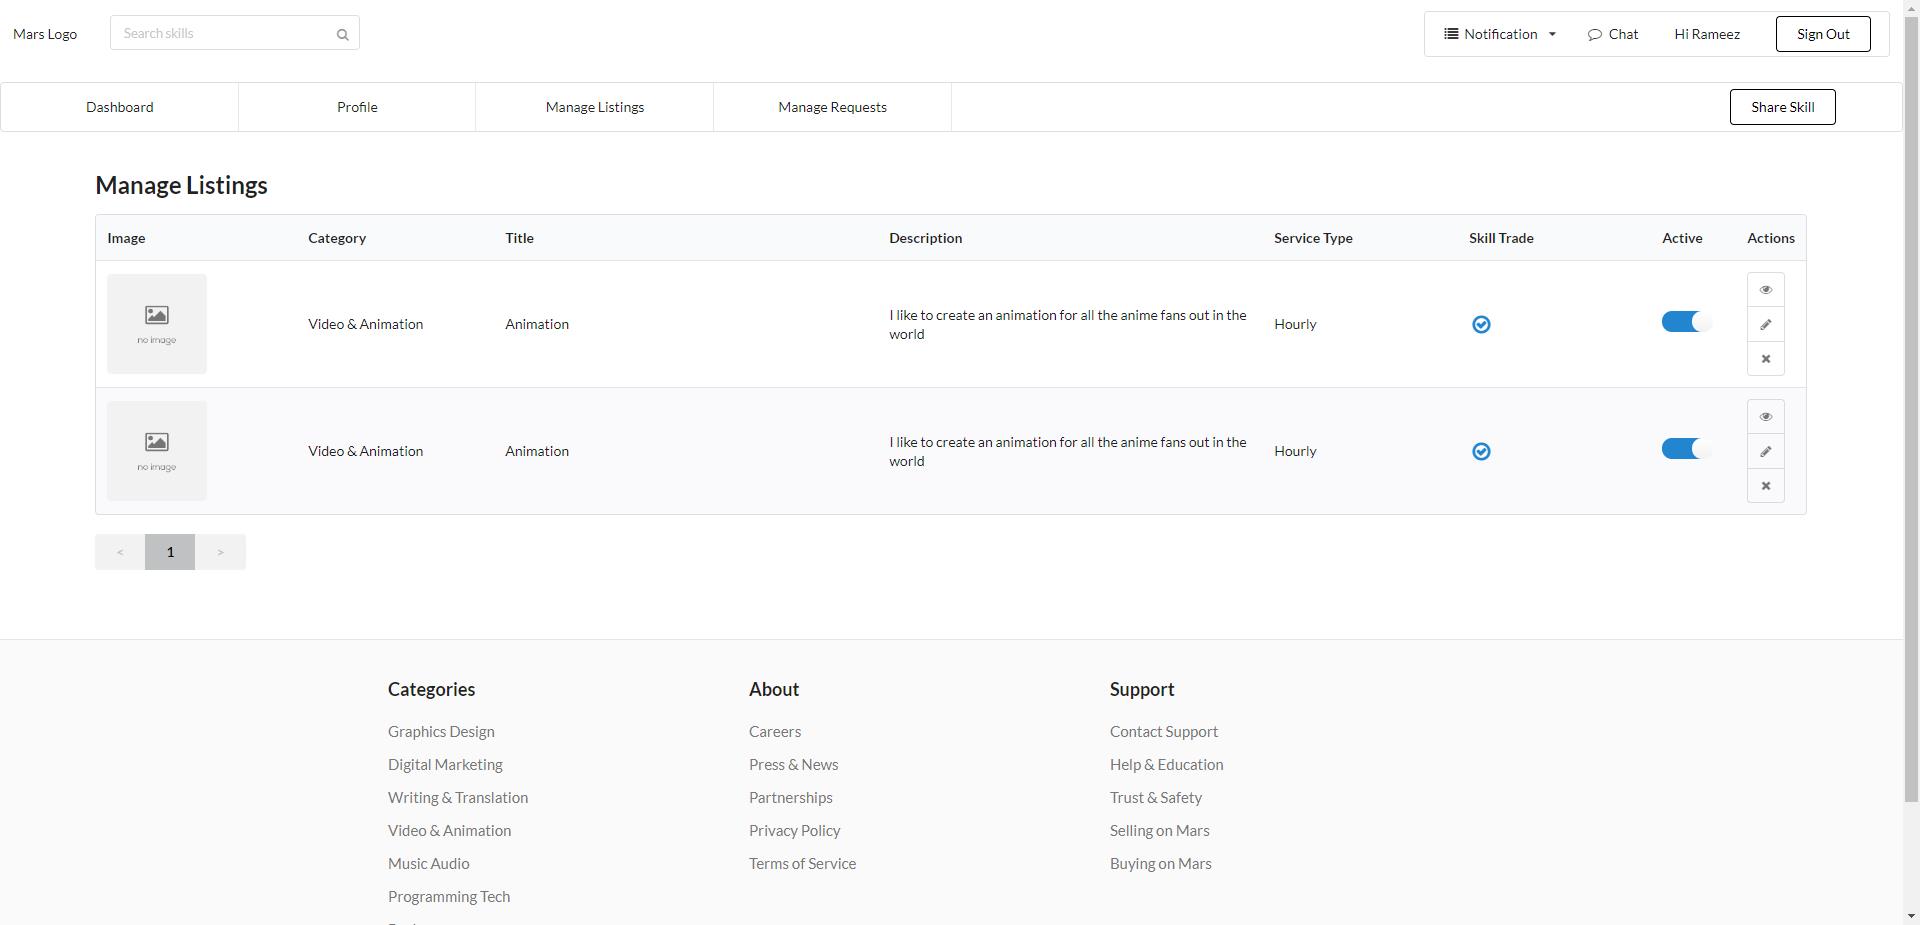 Mars Logo
Search skills
Notification
Chat
Hi Rameez
Sign Out
Dashboard
Profile
Manage Listings
Manage Requests
Share Skill
Manage Listings
Image
Category
Title
Description
Service Type
Skill Trade
Active
Actions
no image
Video & Animation
Animation
I like to create an animation for all the anime fans out in the
world
Hourly
no image
Video & Animation
Animation
I like to create an animation for all the anime fans out in the
world
Hourly
<
1
>
Categories
Graphics Design
Digital Marketing
Writing & Translation
Video & Animation
Music Audio
Programming Tech
About
Careers
Press & News
Partnerships
Privacy Policy
Terms of Service
Support
Contact Support
Help & Education
Trust & Safety
Selling on Mars
Buying on Mars